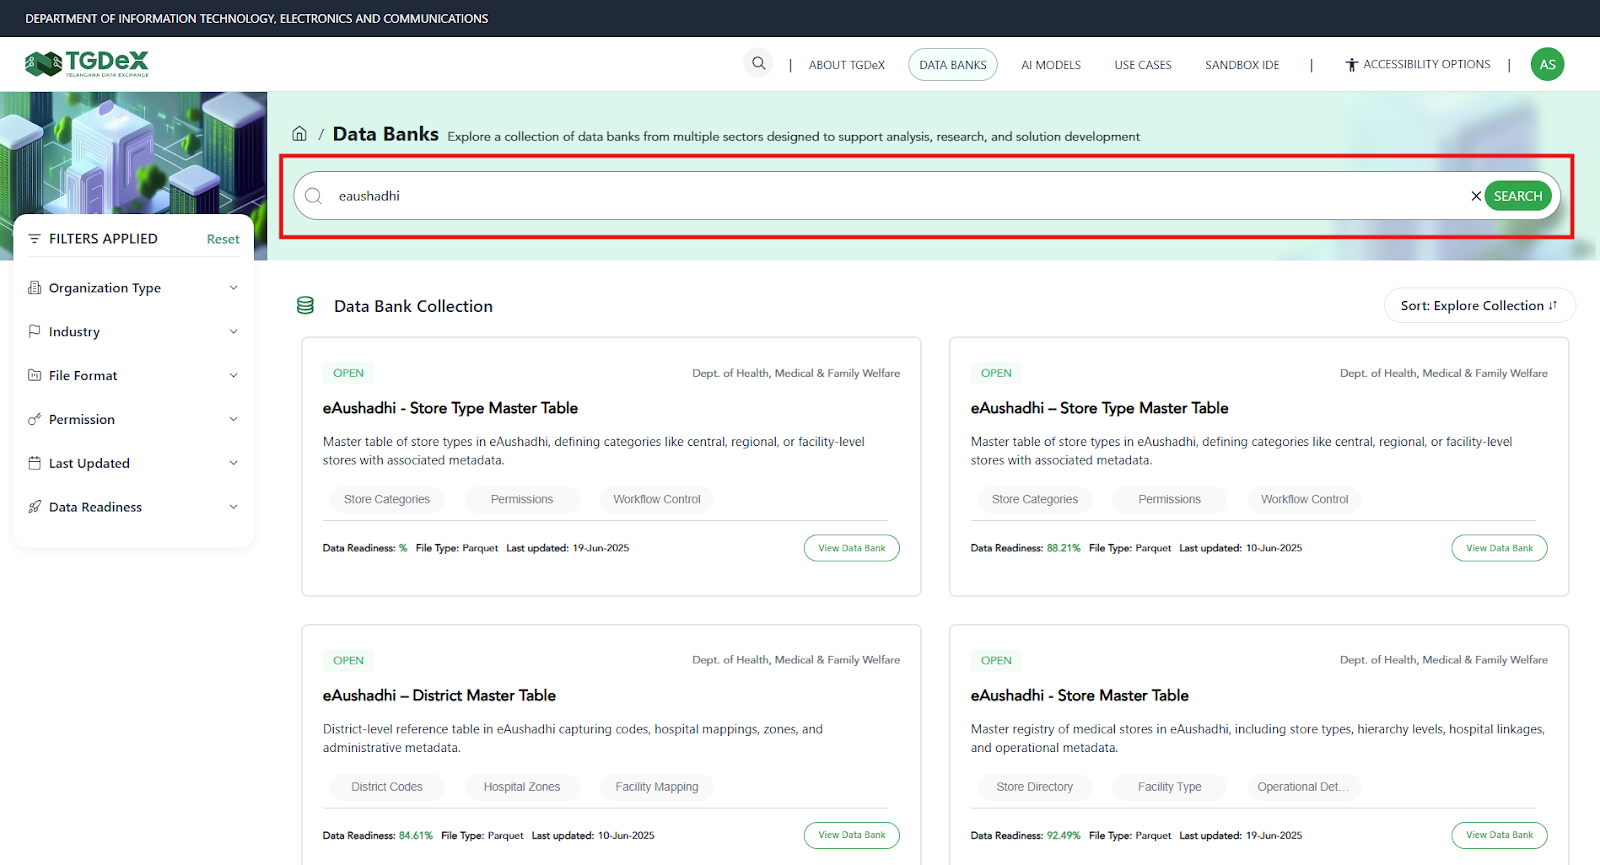 DEPARTMENT OF INFORMATION TECHNOLOGY, ELECTRONICS AND COMMUNICATIONS
TGDeX
TELANGANA DATA EXCHANGE
| ABOUT TGDeX DATA BANKS AI MODELS USE CASES SANDBOX IDE | ACCESSIBILITY OPTIONS | AS
/ Data Banks Explore a collection of data banks from multiple sectors designed to support analysis, research, and solution development
eaushadhi SEARCH
FILTERS APPLIED Reset
Organization Type
Industry
File Format
Permission
Last Updated
Data Readiness
Data Bank Collection
Sort: Explore Collection
OPEN Dept. of Health, Medical & Family Welfare
eAushadhi - Store Type Master Table
Master table of store types in eAushadhi, defining categories like central, regional, or facility-level
stores with associated metadata.
Store Categories Permissions Workflow Control
Data Readiness: % File Type: Parquet Last updated: 19-Jun-2025 View Data Bank
OPEN Dept. of Health, Medical & Family Welfare
eAushadhi – Store Type Master Table
Master table of store types in eAushadhi, defining categories like central, regional, or facility-level
stores with associated metadata.
Store Categories Permissions Workflow Control
Data Readiness: 88.21% File Type: Parquet Last updated: 10-Jun-2025 View Data Bank
OPEN Dept. of Health, Medical & Family Welfare
eAushadhi – District Master Table
District-level reference table in eAushadhi capturing codes, hospital mappings, zones, and
administrative metadata.
District Codes Hospital Zones Facility Mapping
Data Readiness: 84.61% File Type: Parquet Last updated: 10-Jun-2025 View Data Bank
OPEN Dept. of Health, Medical & Family Welfare
eAushadhi - Store Master Table
Master registry of medical stores in eAushadhi, including store types, hierarchy levels, hospital linkages,
and operational metadata.
Store Directory Facility Type Operational Det...
Data Readiness: 92.49% File Type: Parquet Last updated: 19-Jun-2025 View Data Bank